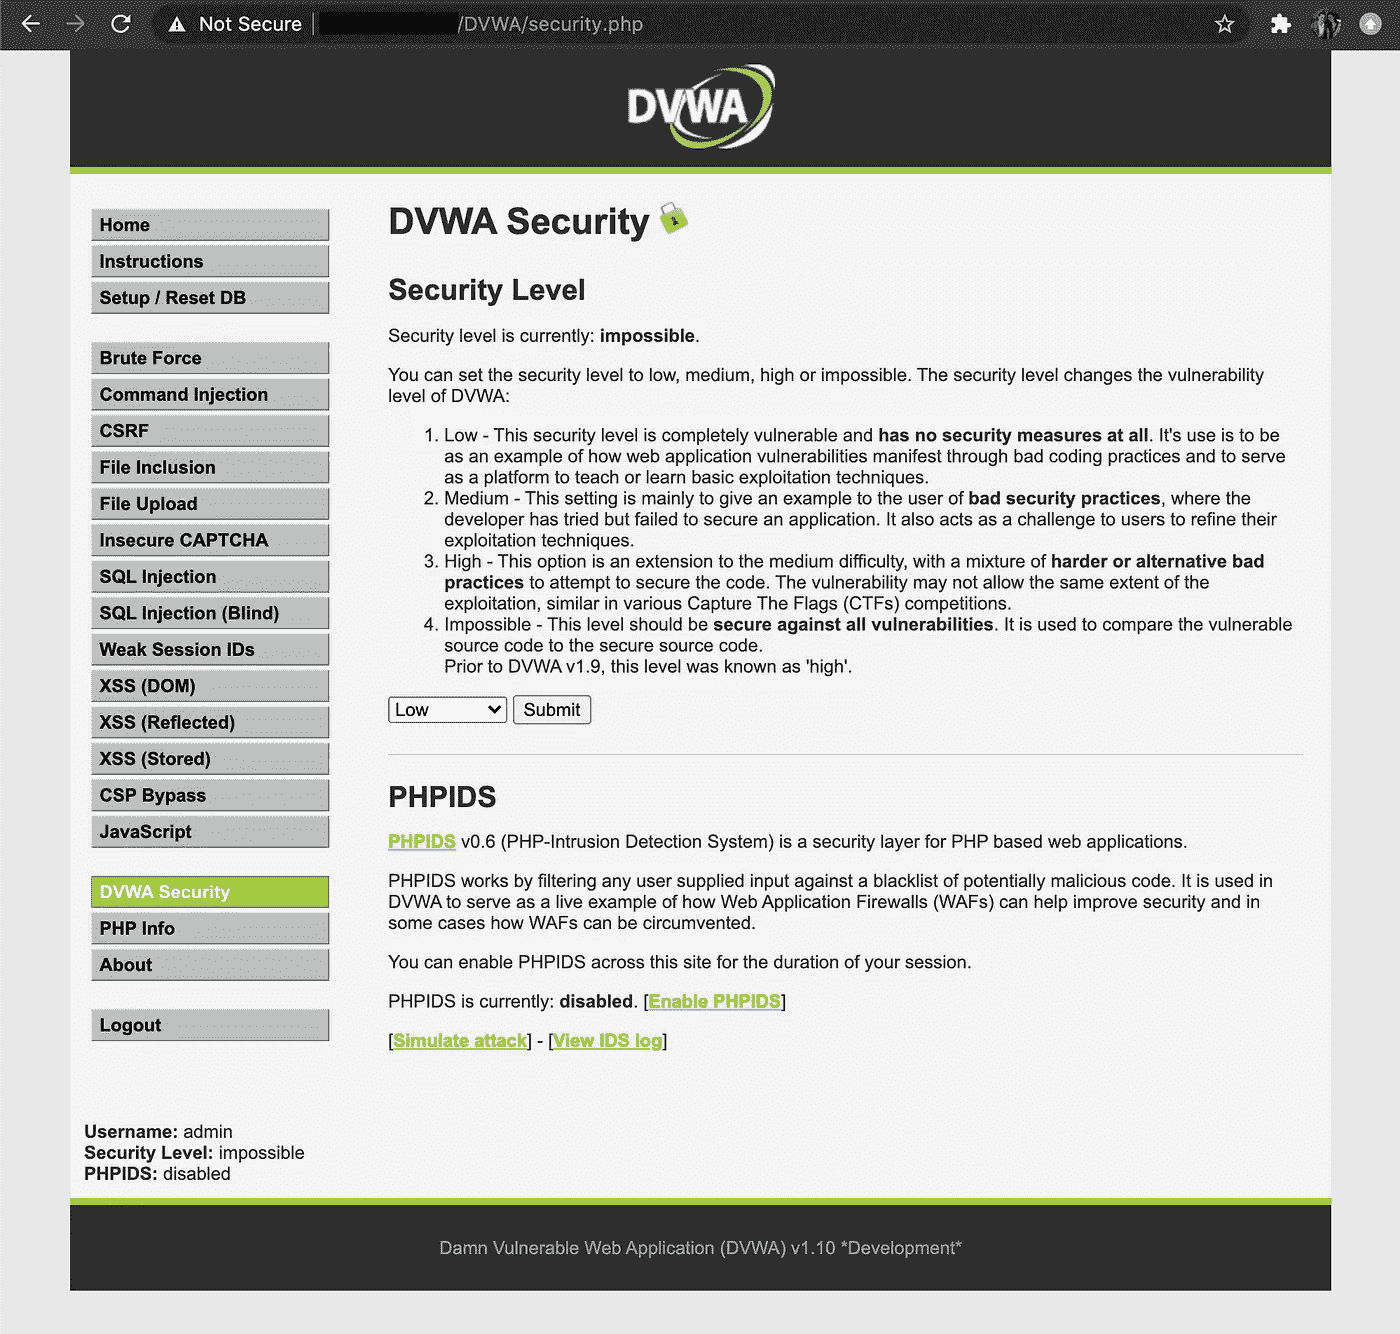 Not Secure | /DVWA/security.php
DVWA
Home
Instructions
Setup / Reset DB
Brute Force
Command Injection
CSRF
File Inclusion
File Upload
Insecure CAPTCHA
SQL Injection
SQL Injection (Blind)
Weak Session IDs
XSS (DOM)
XSS (Reflected)
XSS (Stored)
CSP Bypass
JavaScript
DVWA Security
PHP Info
About
Logout
Username: admin
Security Level: impossible
PHPIDS: disabled
DVWA Security
Security Level
Security level is currently: impossible.
You can set the security level to low, medium, high or impossible. The security level changes the vulnerability
level of DVWA:
1. Low - This security level is completely vulnerable and has no security measures at all. It's use is to be
as an example of how web application vulnerabilities manifest through bad coding practices and to serve
as a platform to teach or learn basic exploitation techniques.
2. Medium - This setting is mainly to give an example to the user of bad security practices, where the
developer has tried but failed to secure an application. It also acts as a challenge to users to refine their
exploitation techniques.
3. High - This option is an extension to the medium difficulty, with a mixture of harder or alternative bad
practices to attempt to secure the code. The vulnerability may not allow the same extent of the
exploitation, similar in various Capture The Flags (CTFs) competitions.
4. Impossible - This level should be secure against all vulnerabilities. It is used to compare the vulnerable
source code to the secure source code.
Prior to DVWA v1.9, this level was known as 'high'.
Low Submit
PHPIDS
PHPIDS v0.6 (PHP-Intrusion Detection System) is a security layer for PHP based web applications.
PHPIDS works by filtering any user supplied input against a blacklist of potentially malicious code. It is used in
DVWA to serve as a live example of how Web Application Firewalls (WAFs) can help improve security and in
some cases how WAFs can be circumvented.
You can enable PHPIDS across this site for the duration of your session.
PHPIDS is currently: disabled. [Enable PHPIDS]
[Simulate attack] - [View IDS log]
Damn Vulnerable Web Application (DVWA) v1.10 *Development*